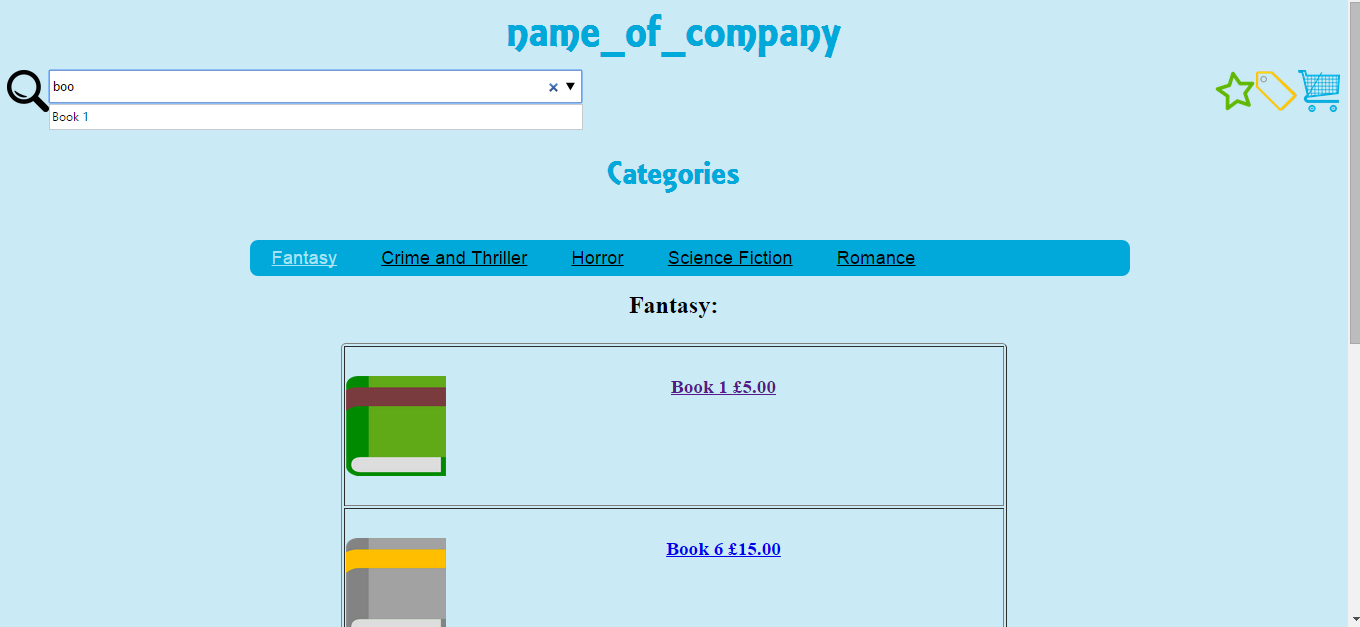 name_of_company
boo
Book 1
Categories
Fantasy Crime and Thriller Horror Science Fiction Romance
Fantasy:
Book 1 £5.00
Book 6 £15.00